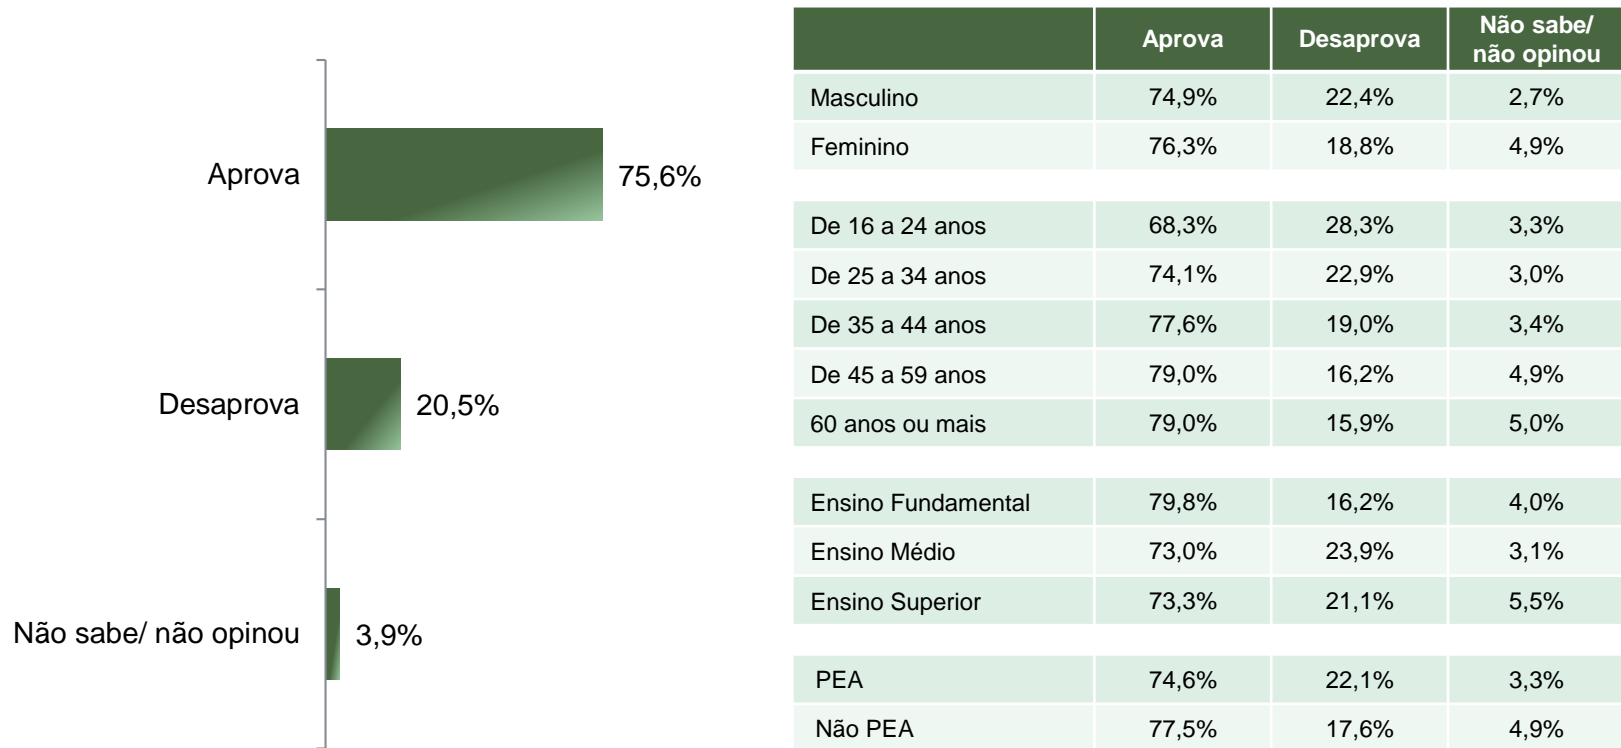 Aprova
75,6%
Desaprova
20,5%
Não sabe/ não opinou
3,9%
Aprova Desaprova Não sabe/
não opinou
Masculino 74,9% 22,4% 2,7%
Feminino 76,3% 18,8% 4,9%
De 16 a 24 anos 68,3% 28,3% 3,3%
De 25 a 34 anos 74,1% 22,9% 3,0%
De 35 a 44 anos 77,6% 19,0% 3,4%
De 45 a 59 anos 79,0% 16,2% 4,9%
60 anos ou mais 79,0% 15,9% 5,0%
Ensino Fundamental 79,8% 16,2% 4,0%
Ensino Médio 73,0% 23,9% 3,1%
Ensino Superior 73,3% 21,1% 5,5%
PEA 74,6% 22,1% 3,3%
Não PEA 77,5% 17,6% 4,9%